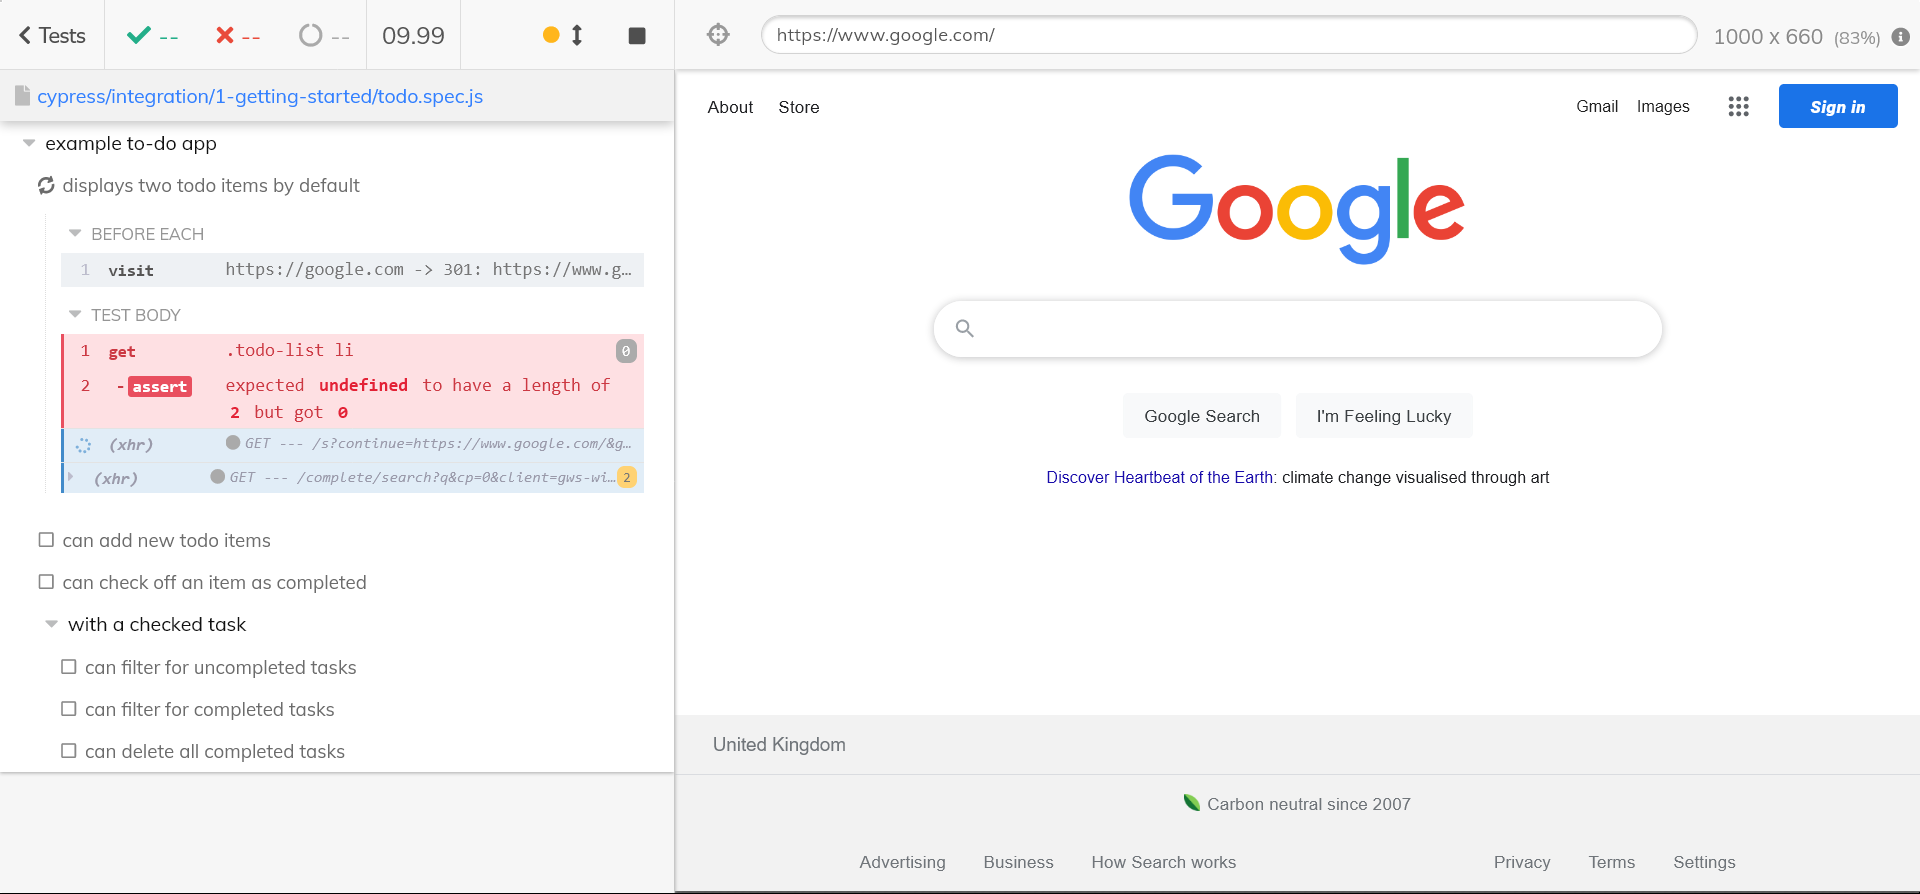 Tests -- -- -- 09.99
https://www.google.com/ 1000 x 660 (83%)
cypress/integration/1-getting-started/todo.spec.js
example to-do app
displays two todo items by default
BEFORE EACH
1 visit https://google.com -> 301: https://www.g…
TEST BODY
1 get .todo-list li 0
2 -assert expected undefined to have a length of
2 but got 0
(xhr) GET --- /s?continue=https://www.google.com/&g…
(xhr) GET --- /complete/search?q&cp=0&client=gws-wi… 2
can add new todo items
can check off an item as completed
with a checked task
can filter for uncompleted tasks
can filter for completed tasks
can delete all completed tasks
About Store Gmail Images Sign in
Google
Google Search I'm Feeling Lucky
Discover Heartbeat of the Earth: climate change visualised through art
United Kingdom
Carbon neutral since 2007
Advertising Business How Search works Privacy Terms Settings